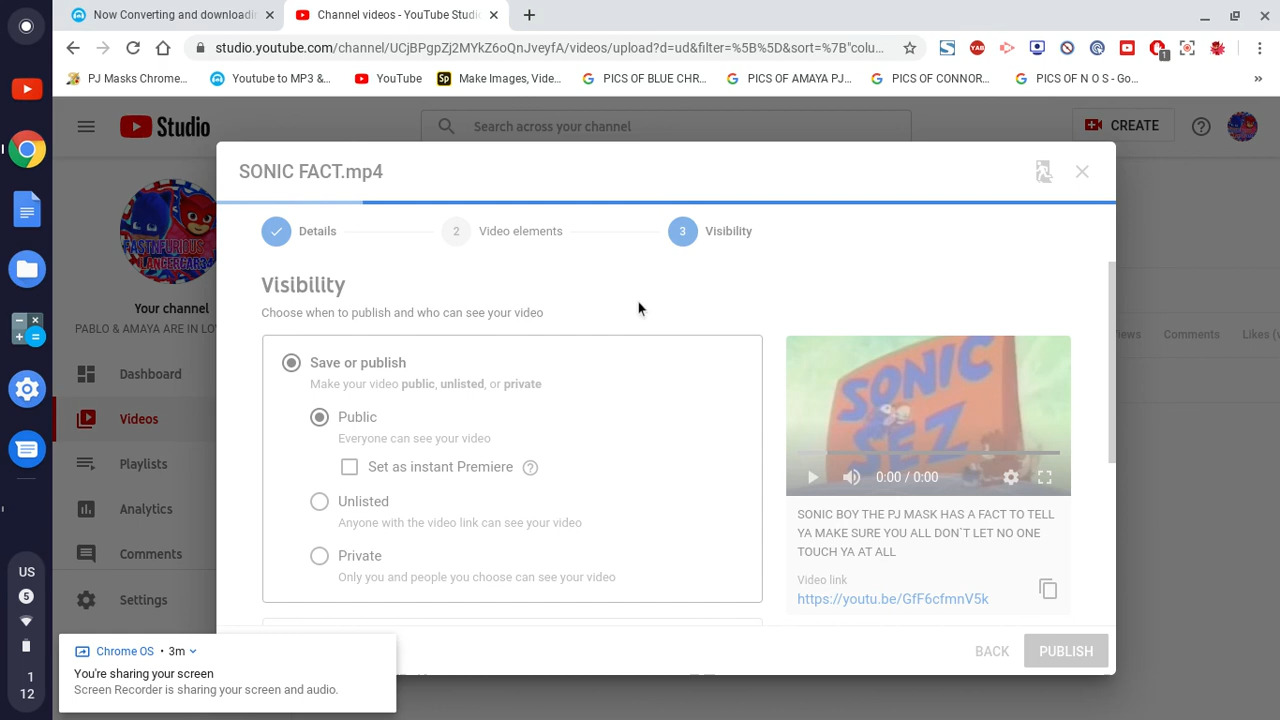 Now Converting and downloadin
Channel videos - YouTube Studio
studio.youtube.com/channel/UCjBPgpZj2MYkZ6oQnJveyfA/videos/upload?d=ud&filter=%5B%5D&sort=%7B"colu...
YAB
1
PJ Masks Chrome...
Youtube to MP3 &...
YouTube
Sp
Make Images, Vide...
PICS OF BLUE CHR...
PICS OF AMAYA PJ...
PICS OF CONNOR...
PICS OF N O S - Go...
»
Studio
Search across your channel
CREATE
SONIC FACT.mp4
Details
2
Video elements
3
Visibility
Visibility
Choose when to publish and who can see your video
Save or publish
Make your video public, unlisted, or private
Public
Everyone can see your video
Set as instant Premiere
Unlisted
Anyone with the video link can see your video
Private
Only you and people you choose can see your video
SONIC
SEZ
0:00 / 0:00
SONIC BOY THE PJ MASK HAS A FACT TO TELL
YA MAKE SURE YOU ALL DON`T LET NO ONE
TOUCH YA AT ALL
Video link
https://youtu.be/GfF6cfmnV5k
BACK
PUBLISH
FASTNFURIOUS
LANCERCAR34
Your channel
PABLO & AMAYA ARE IN LO
Dashboard
Videos
Playlists
Analytics
Comments
Settings
iews
Comments
Likes (v
Chrome OS • 3m
You're sharing your screen
Screen Recorder is sharing your screen and audio.
US
5
1
12